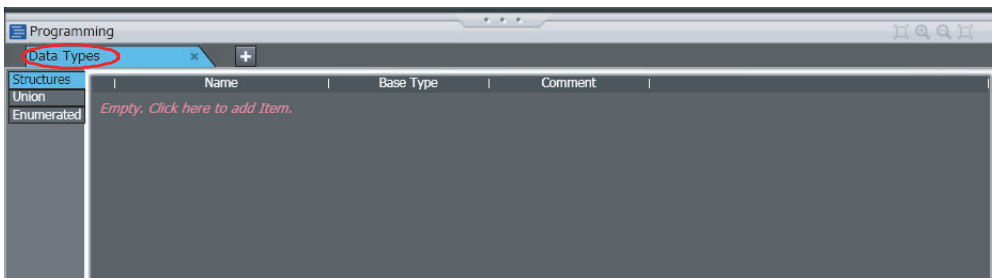 Programming
Data Types
Structures
Name Base Type Comment
Union
Enumerated
Empty. Click here to add Item.